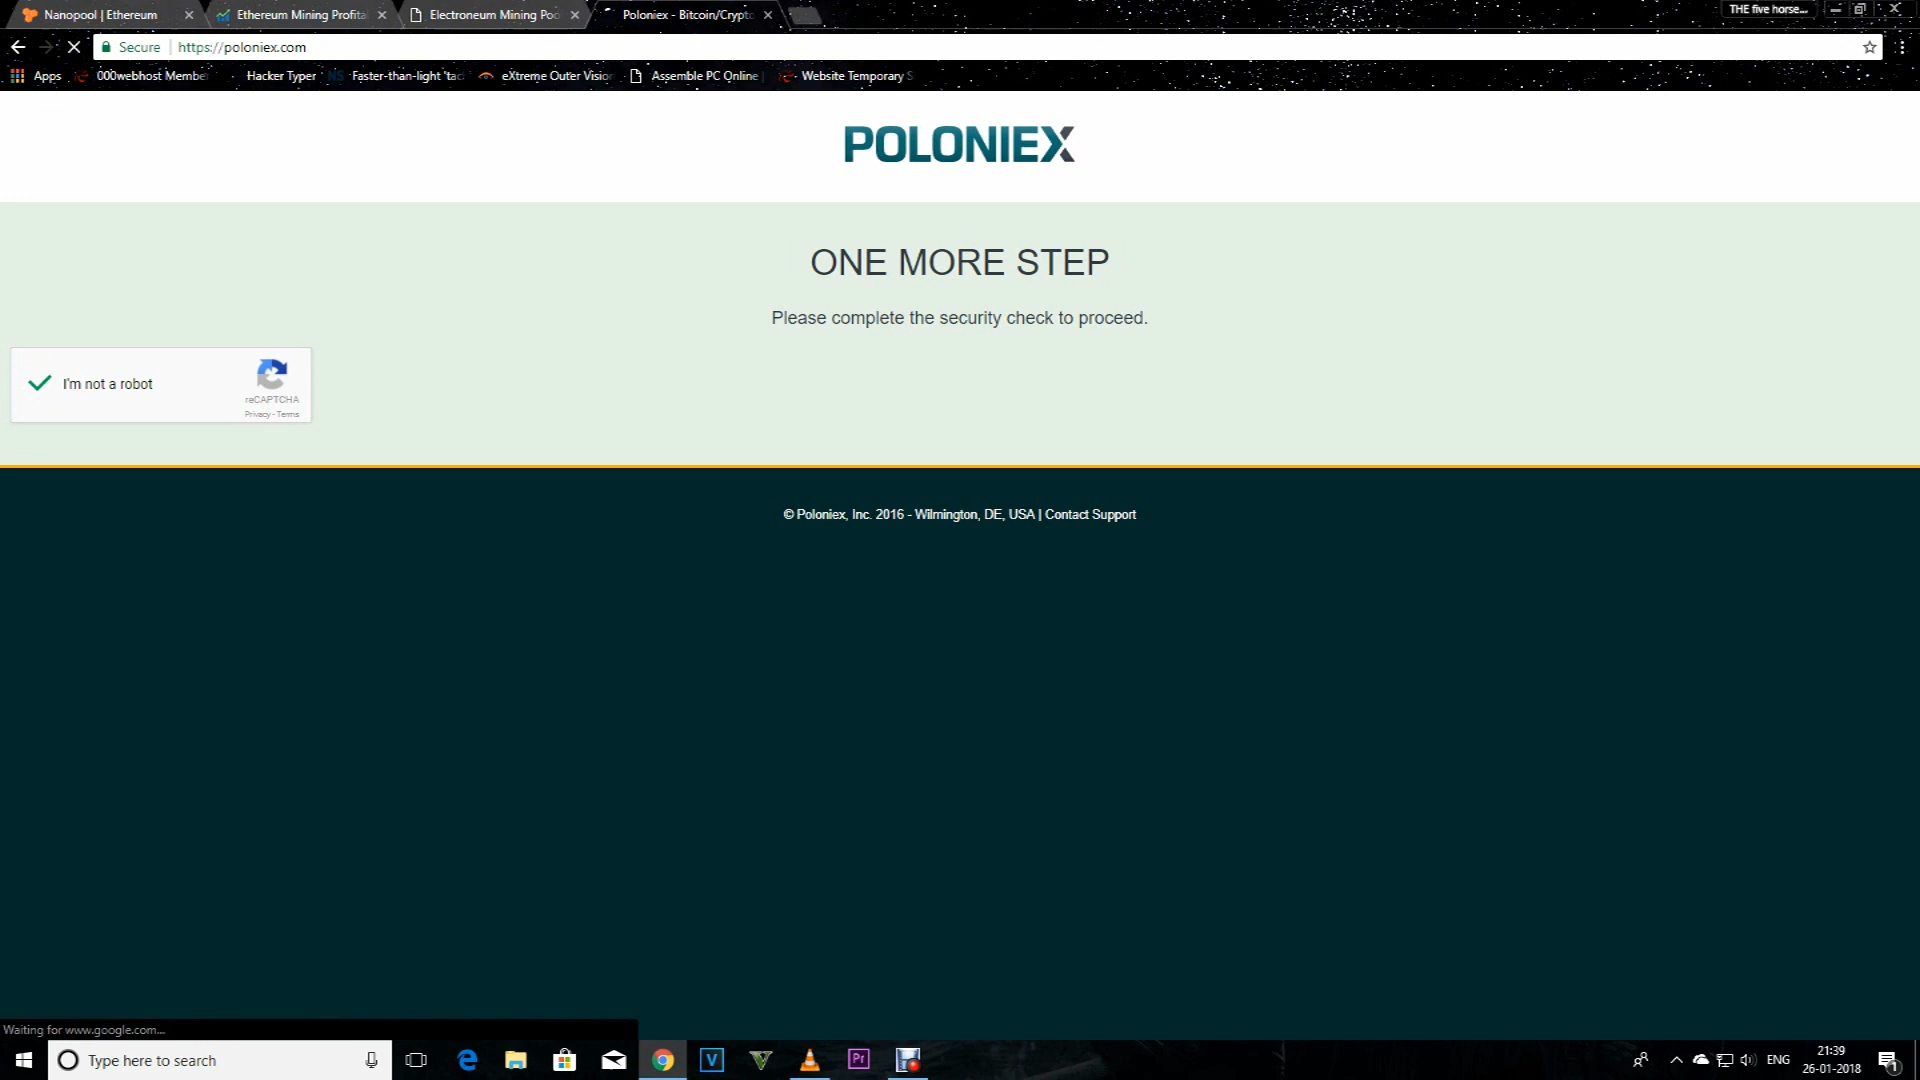 Nanopool | Ethereum
Ethereum Mining Profita
Electroneum Mining Poo
Poloniex - Bitcoin/Crypto
THE five horse...
Secure
https://poloniex.com
Apps
000webhost Member
Hacker Typer
Faster-than-light 'tac
eXtreme Outer Vision
Assemble PC Online |
Website Temporary S
POLONIEX
ONE MORE STEP
Please complete the security check to proceed.
I'm not a robot
reCAPTCHA
Privacy - Terms
© Poloniex, Inc. 2016 - Wilmington, DE, USA | Contact Support
Waiting for www.google.com...
Type here to search
Pr
ENG
21:39
26-01-2018
1